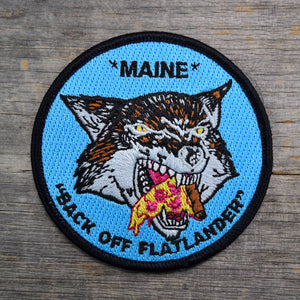 *MAINE*
"BACK OFF FLATLANDER"